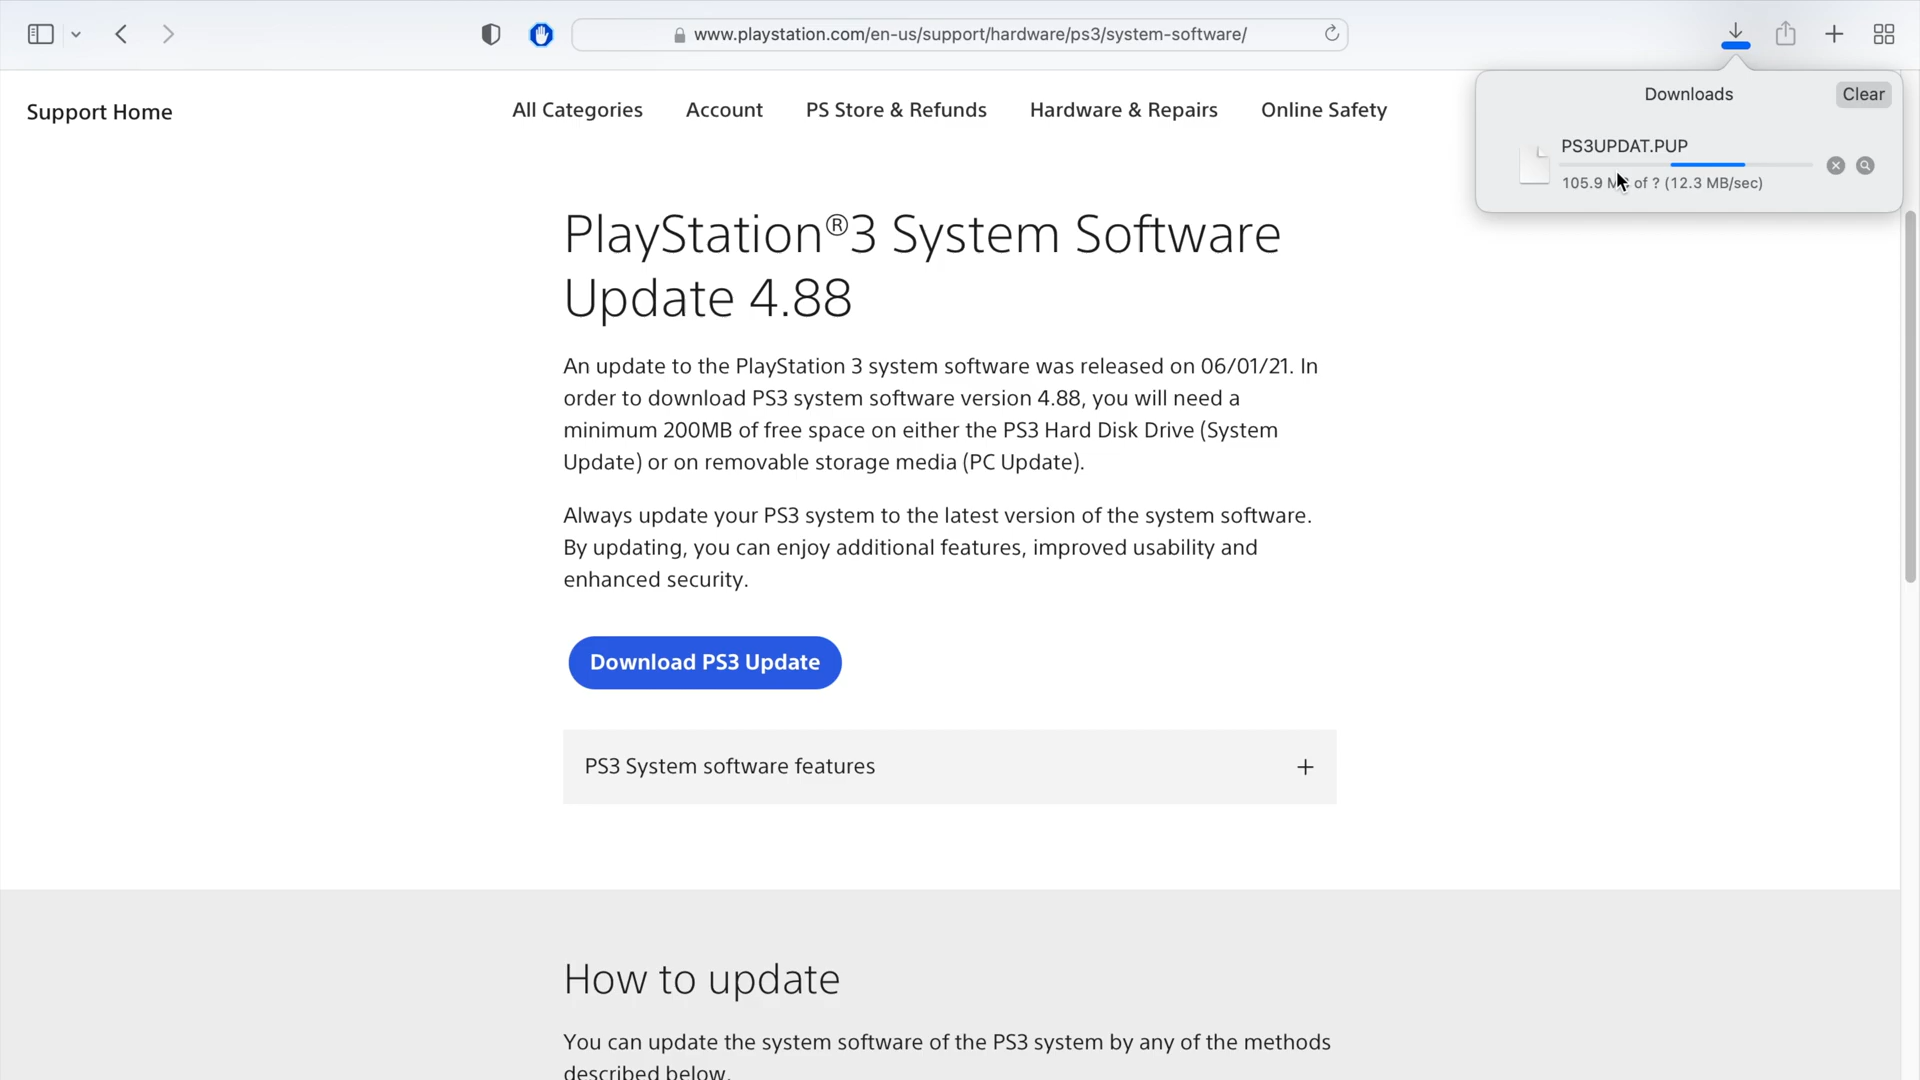 www.playstation.com/en-us/support/hardware/ps3/system-software/
Downloads
Clear
PS3UPDAT.PUP
105.9 of ? (12.3 MB/sec)
Support Home
All Categories
Account
PS Store & Refunds
Hardware & Repairs
Online Safety
PlayStation®3 System Software
Update 4.88
An update to the PlayStation 3 system software was released on 06/01/21. In
order to download PS3 system software version 4.88, you will need a
minimum 200MB of free space on either the PS3 Hard Disk Drive (System
Update) or on removable storage media (PC Update).
Always update your PS3 system to the latest version of the system software.
By updating, you can enjoy additional features, improved usability and
enhanced security.
Download PS3 Update
PS3 System software features
How to update
You can update the system software of the PS3 system by any of the methods
described below.